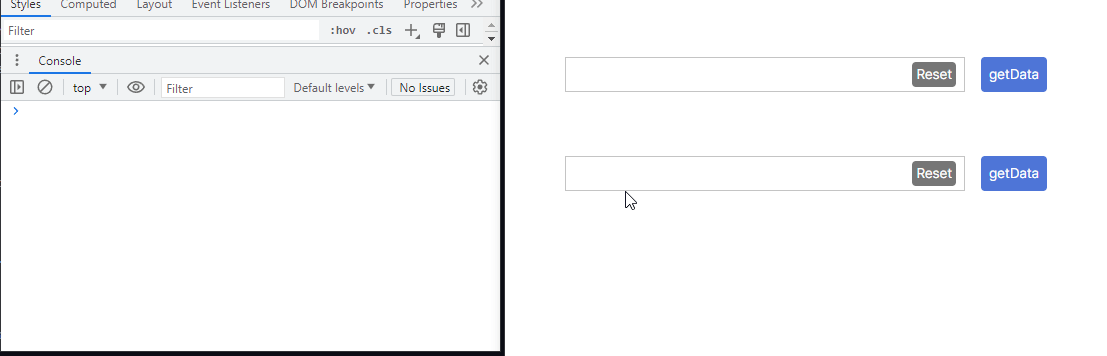 Styles Computed Layout Event Listeners DOM Breakpoints Properties
Filter :hov .cls
Console
top Filter Default levels No Issues
Reset getData
Reset getData